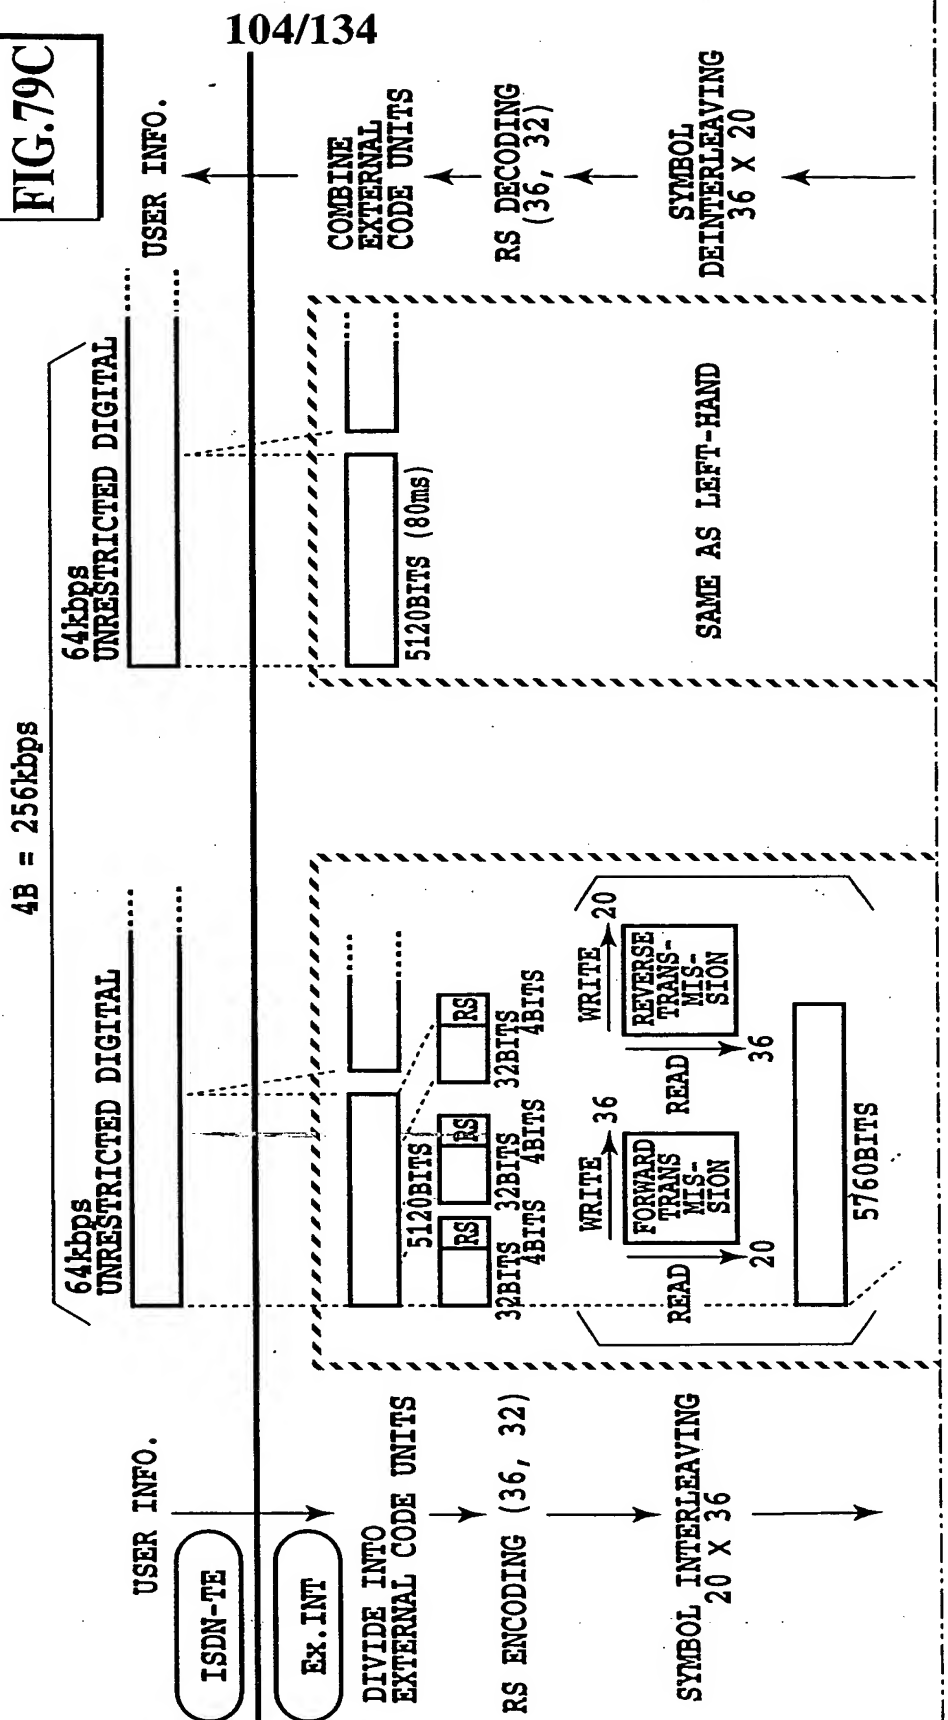 104/134
FIG.79C
4B = 256kbps
64kbps
UNRESTRICTED DIGITAL
64kbps
UNRESTRICTED DIGITAL
USER INFO.
USER INFO.
ISDN-TE
Ex.INT
DIVIDE INTO
EXTERNAL CODE UNITS
5120BITS
5120BITS (80ms)
COMBINE
EXTERNAL
CODE UNITS
RS ENCODING (36, 32)
RS
RS
RS
32BITS
4BITS
32BITS
4BITS
32BITS
4BITS
RS DECODING
(36, 32)
SYMBOL INTERLEAVING
20 X 36
WRITE
36
FORWARD
TRANS
MIS-
SION
READ
20
WRITE
20
REVERSE
TRANS-
MIS-
SION
READ
36
SAME AS LEFT-HAND
SYMBOL
DEINTERLEAVING
36 X 20
5760BITS